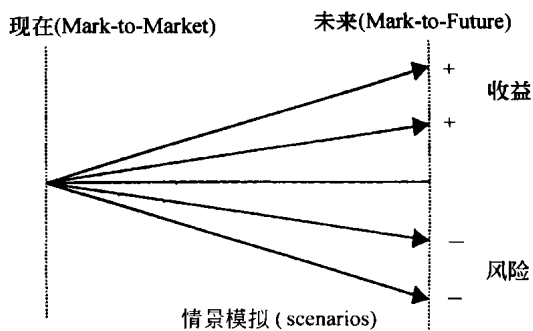 现在(Mark-to-Market)
未来(Mark-to-Future)
+
收益
+
−
风险
−
情景模拟 ( scenarios)